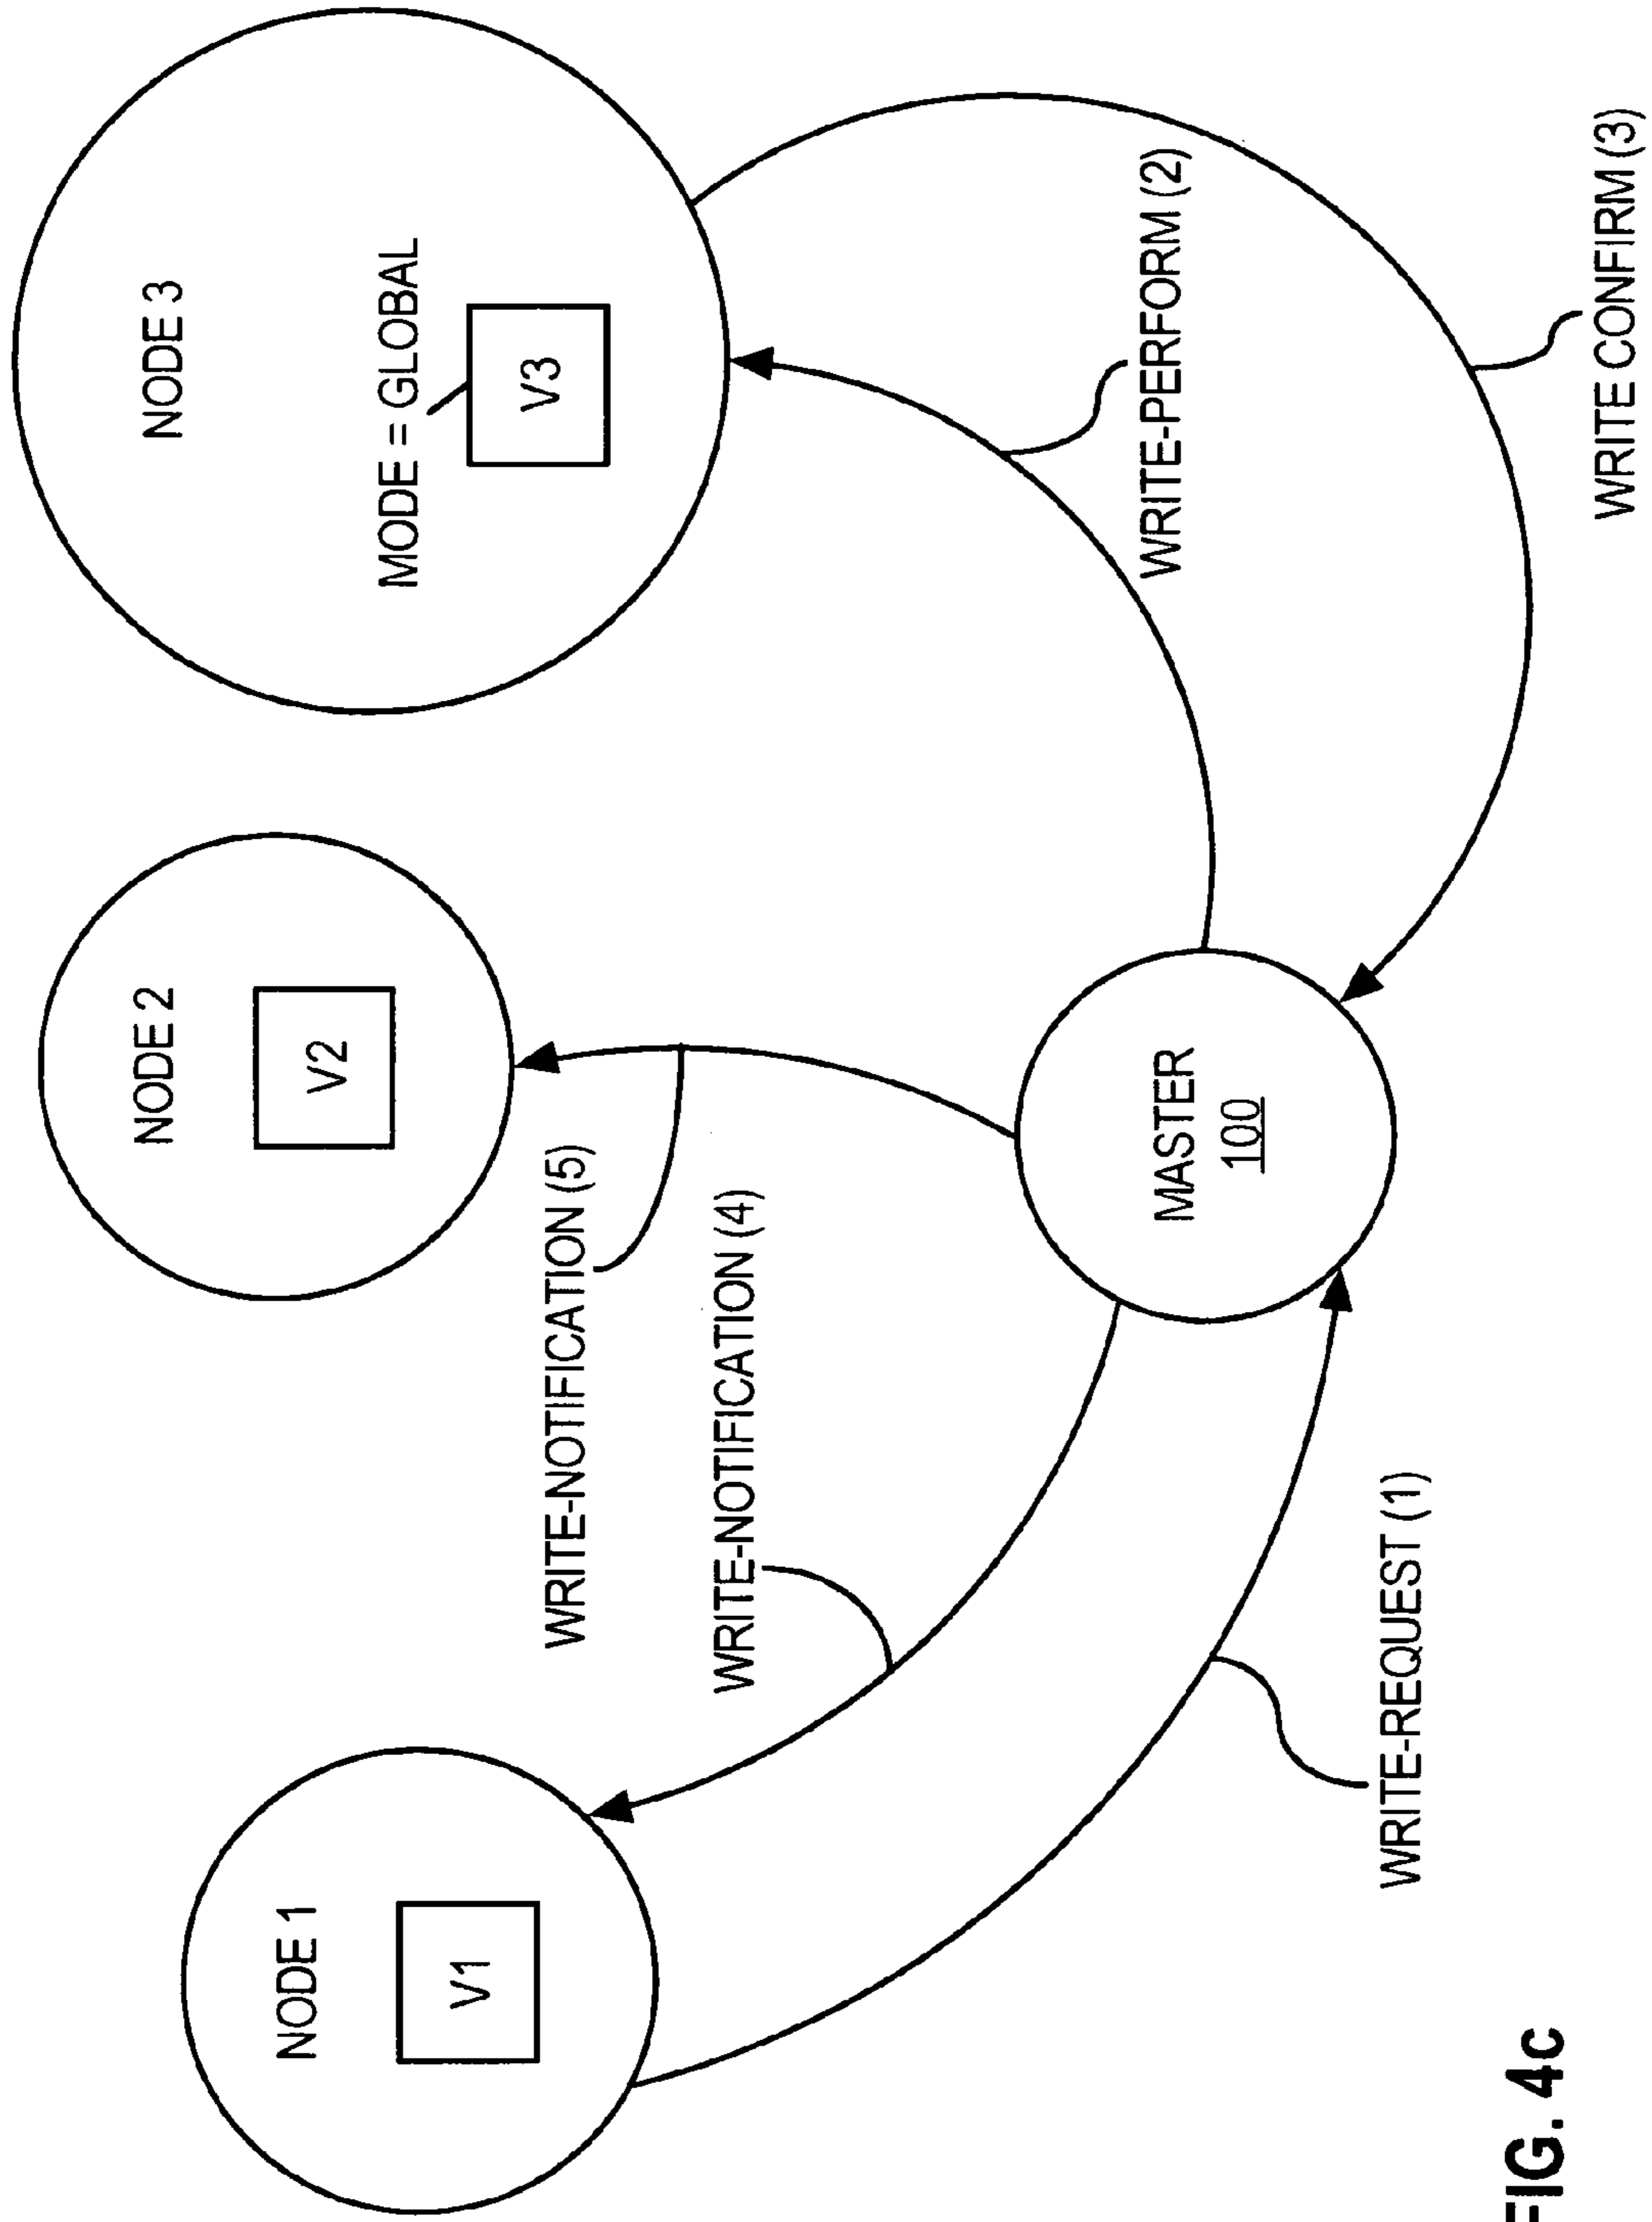 NODE 1
V1
NODE 2
V2
NODE 3
MODE = GLOBAL
V3
WRITE-NOTIFICATION (5)
WRITE-NOTIFICATION (4)
MASTER
100
WRITE-PERFORM (2)
WRITE-REQUEST (1)
WRITE CONFIRM (3)
FIG. 4c